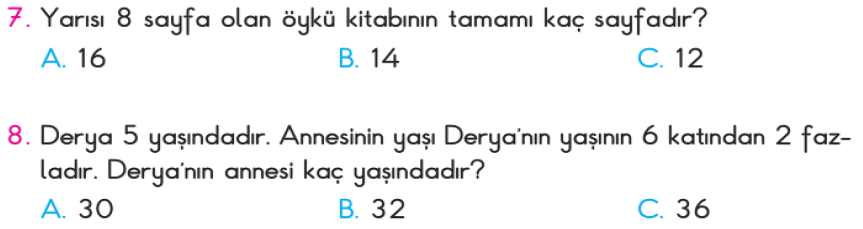 7. Yarısı 8 sayfa olan öykü kitabının tamamı kaç sayfadır?
A. 16 B. 14 C. 12
8. Derya 5 yaşındadır. Annesinin yaşı Derya'nın yaşının 6 katından 2 faz-
ladır. Derya'nın annesi kaç yaşındadır?
A. 30 B. 32 C. 36